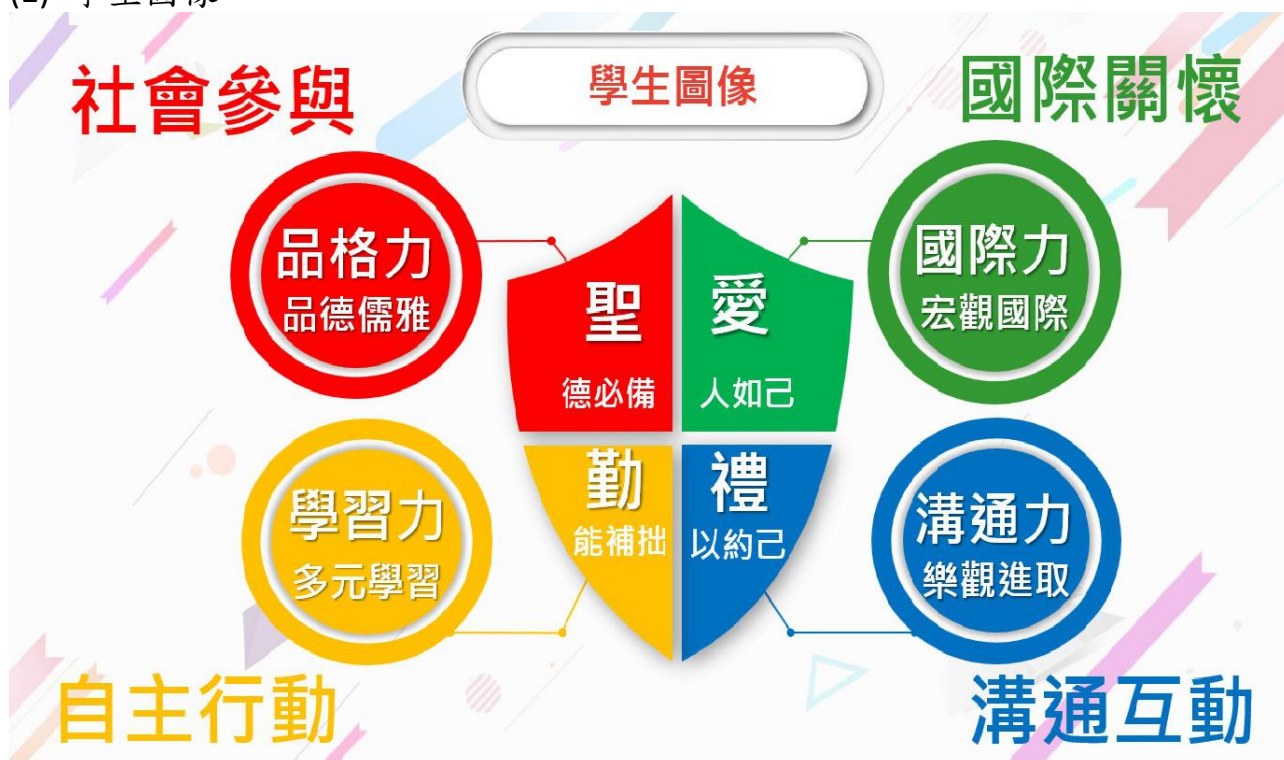 學生圖像
社會參與
國際關懷
品格力
品德儒雅
聖
德必備
愛
人如己
國際力
宏觀國際
學習力
多元學習
勤
能補拙
禮
以約己
溝通力
樂觀進取
自主行動
溝通互動